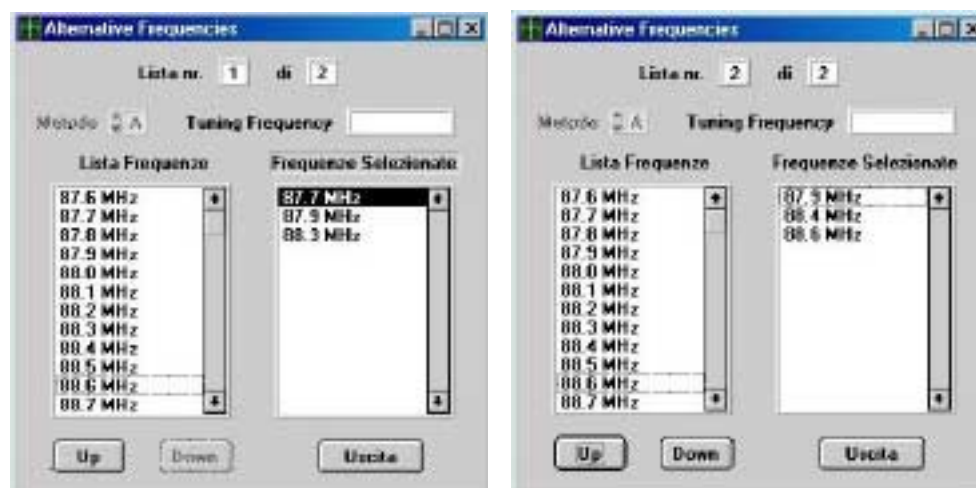 Alternative Frequencies
Lista nr. 1 di 2
Metodo A Tuning Frequency
Lista Frequenze Frequenze Selezionate
87.6 MHz 87.7 MHz
87.7 MHz 87.9 MHz
87.8 MHz 88.3 MHz
87.9 MHz
88.0 MHz
88.1 MHz
88.2 MHz
88.3 MHz
88.4 MHz
88.5 MHz
88.6 MHz
88.7 MHz
Up Down Uscita
Alternative Frequencies
Lista nr. 2 di 2
Metodo A Tuning Frequency
Lista Frequenze Frequenze Selezionate
87.6 MHz 87.9 MHz
87.7 MHz 88.4 MHz
87.8 MHz 88.6 MHz
87.9 MHz
88.0 MHz
88.1 MHz
88.2 MHz
88.3 MHz
88.4 MHz
88.5 MHz
88.6 MHz
88.7 MHz
Up Down Uscita